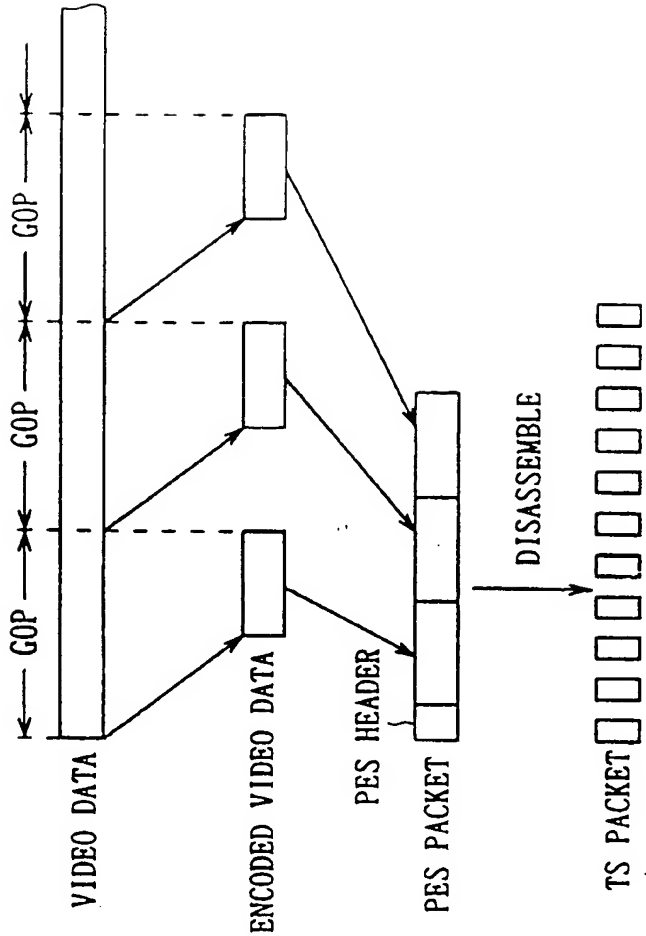 GOP
GOP
GOP
VIDEO DATA
ENCODED VIDEO DATA
PES HEADER
PES PACKET
DISASSEMBLE
TS PACKET